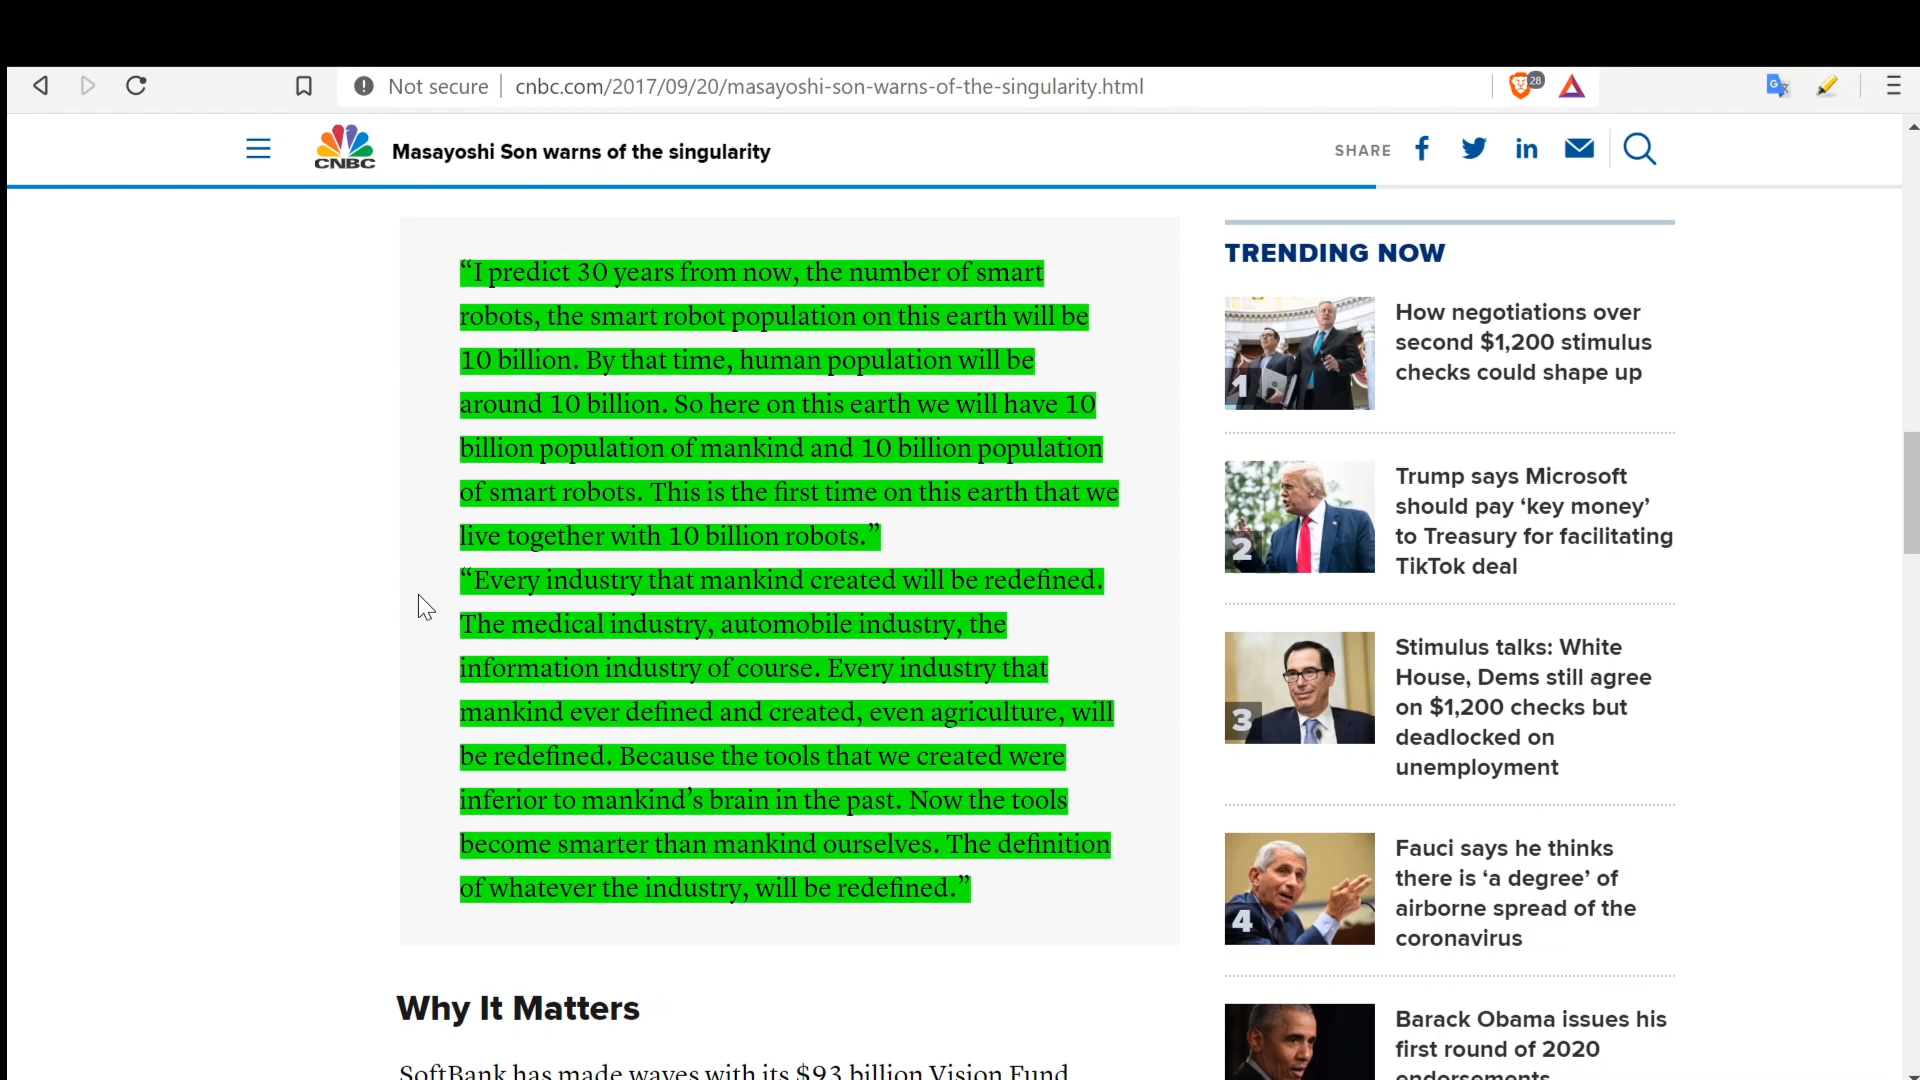 Not secure
cnbc.com/2017/09/20/masayoshi-son-warns-of-the-singularity.html
28
CNBC
Masayoshi Son warns of the singularity
SHARE
“I predict 30 years from now, the number of smart
robots, the smart robot population on this earth will be
10 billion. By that time, human population will be
around 10 billion. So here on this earth we will have 10
billion population of mankind and 10 billion population
of smart robots. This is the first time on this earth that we
live together with 10 billion robots.”
“Every industry that mankind created will be redefined.
The medical industry, automobile industry, the
information industry of course. Every industry that
mankind ever defined and created, even agriculture, will
be redefined. Because the tools that we created were
inferior to mankind’s brain in the past. Now the tools
become smarter than mankind ourselves. The definition
of whatever the industry, will be redefined.”
Why It Matters
SoftBank has made waves with its $93 billion Vision Fund
TRENDING NOW
1
How negotiations over
second $1,200 stimulus
checks could shape up
2
Trump says Microsoft
should pay ‘key money’
to Treasury for facilitating
TikTok deal
3
Stimulus talks: White
House, Dems still agree
on $1,200 checks but
deadlocked on
unemployment
4
Fauci says he thinks
there is ‘a degree’ of
airborne spread of the
coronavirus
Barack Obama issues his
first round of 2020
endorsements